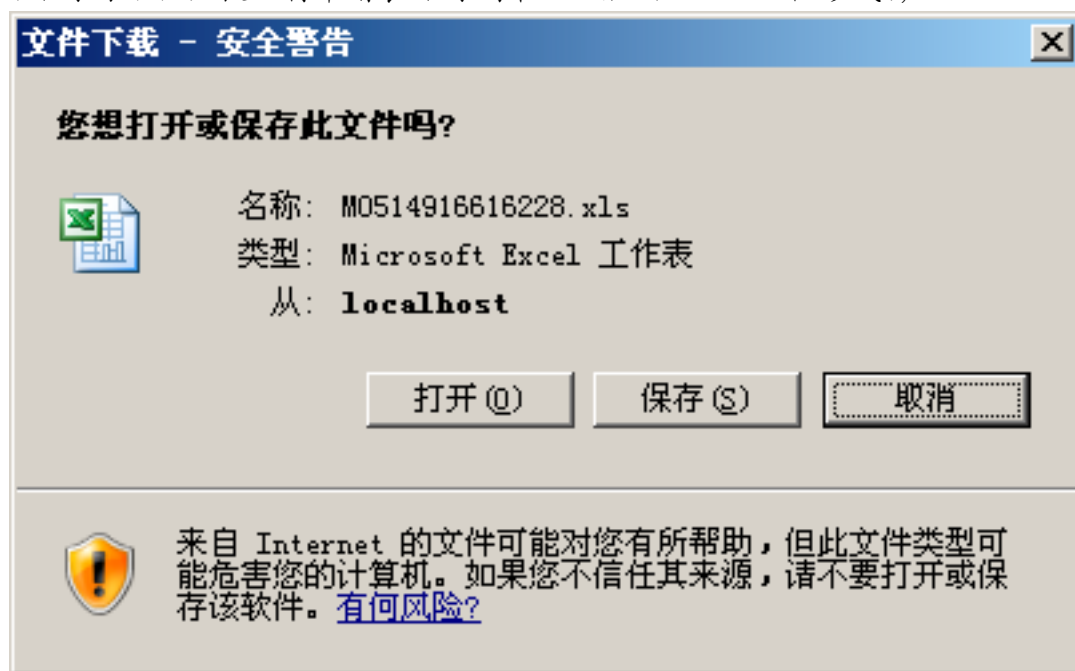 文件下载 - 安全警告
您想打开或保存此文件吗?
名称: M0514916616228.xls
类型: Microsoft Excel 工作表
从: localhost
打开(O) 保存(S) 取消
来自 Internet 的文件可能对您有所帮助，但此文件类型可
能危害您的计算机。如果您不信任其来源，请不要打开或保
存该软件。有何风险?